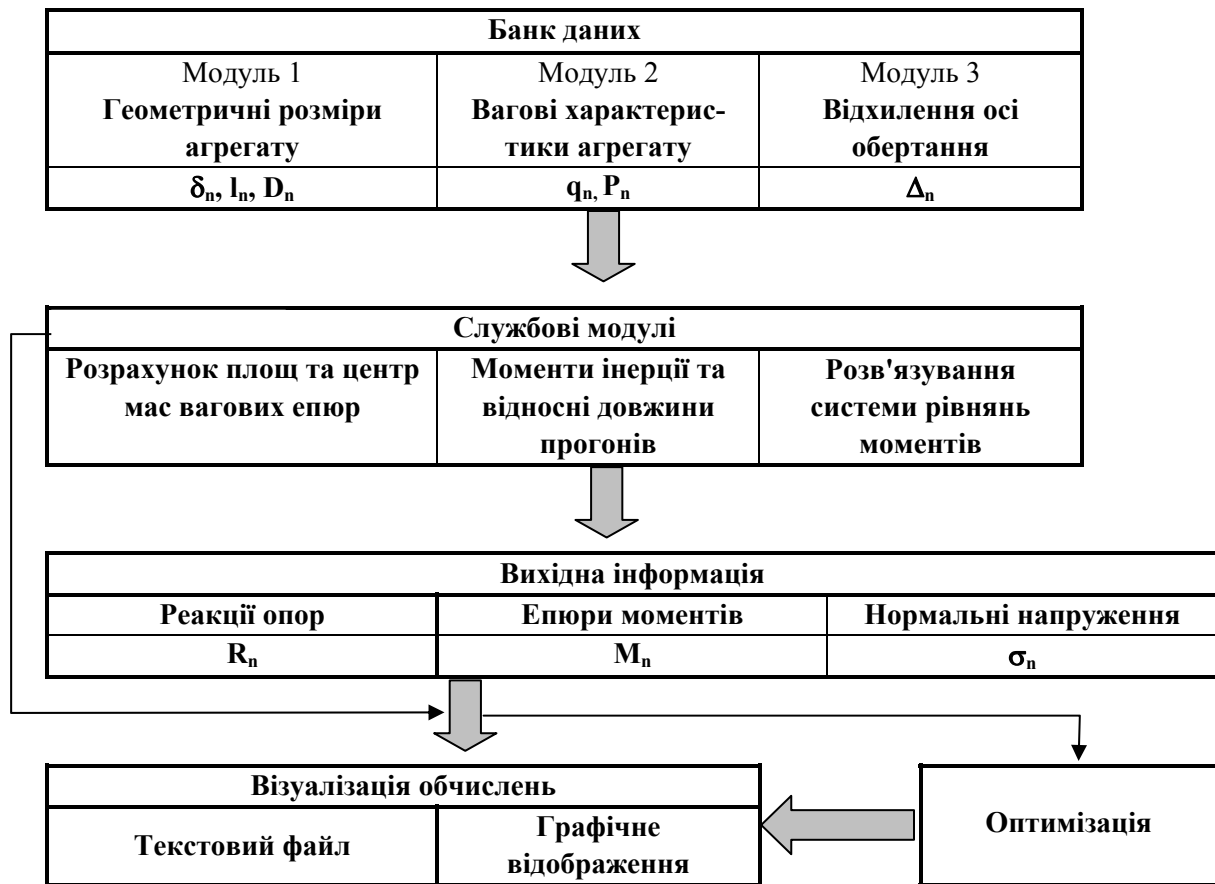 Банк даних
Модуль 1
Геометричні розміри
агрегату
Модуль 2
Вагові характерис-
тики агрегату
Модуль 3
Відхилення осі
обертання
δn, ln, Dn
qn, Pn
Δn
Службові модулі
Розрахунок площ та центр
мас вагових епюр
Моменти інерції та
відносні довжини
прогонів
Розв'язування
системи рівнянь
моментів
Вихідна інформація
Реакції опор
Епюри моментів
Нормальні напруження
Rn
Mn
σn
Візуалізація обчислень
Текстовий файл
Графічне
відображення
Оптимізація